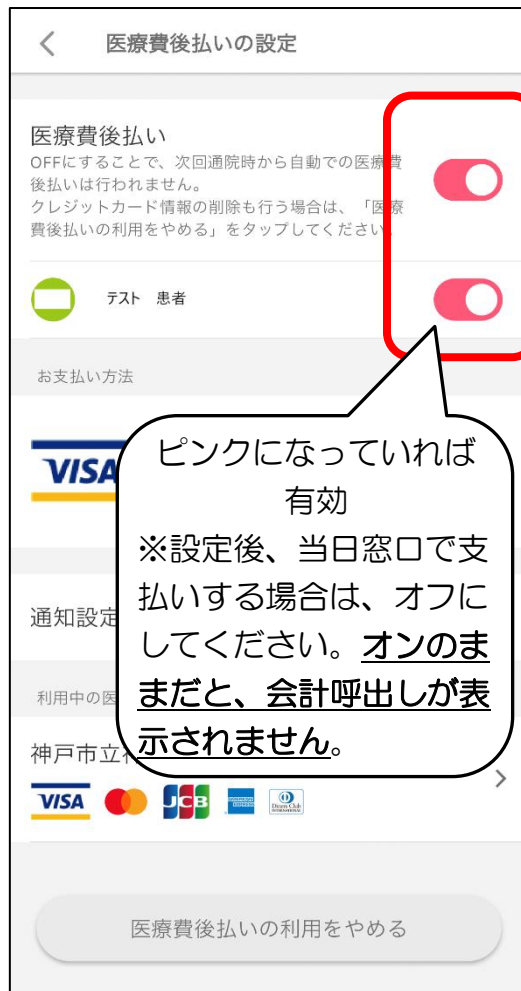 医療費後払いの設定
医療費後払い
OFFにすることで、次回通院時から自動での医療費
後払いは行われません。
クレジットカード情報の削除も行う場合は、「医療
費後払いの利用をやめる」をタップしてください。
テスト 患者
お支払い方法
VISA
ピンクになっていれば
有効
※設定後、当日窓口で支
払いする場合は、オフに
してください。オンのま
まだと、会計呼出しが表
示されません。
通知設定
利用中の医
神戸市立
VISA JCB
医療費後払いの利用をやめる